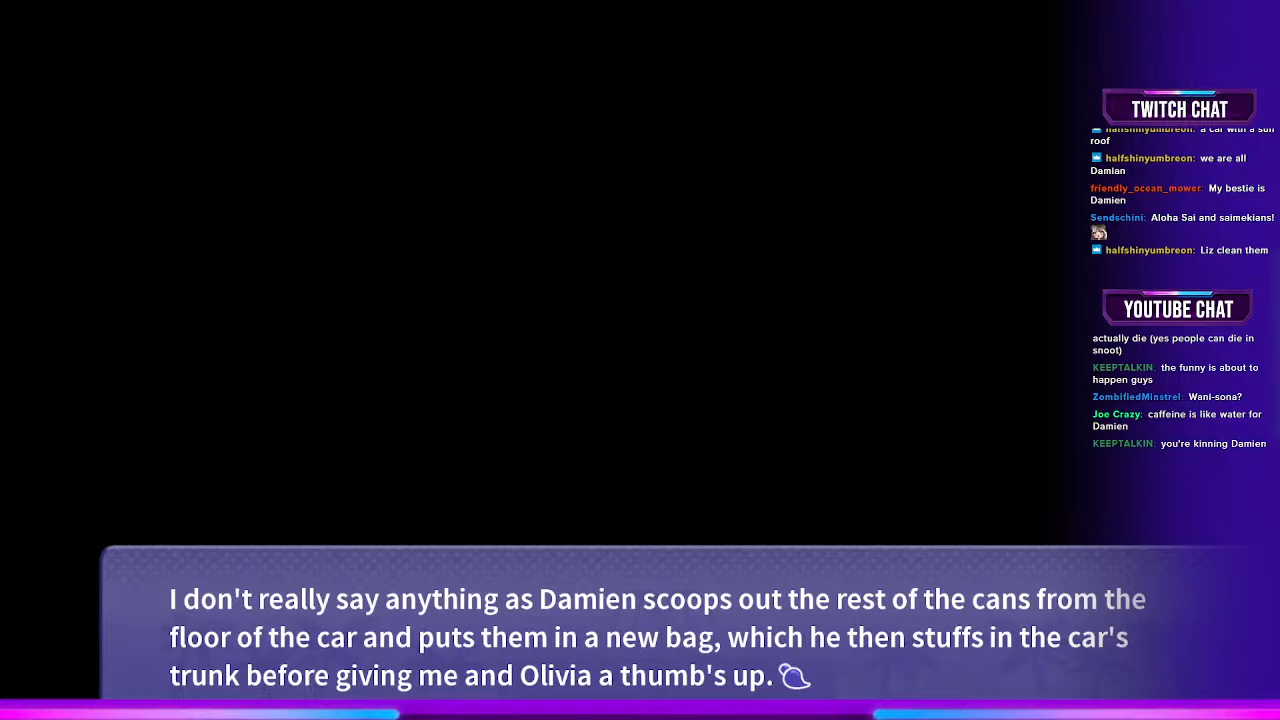 TWITCH CHAT
halfshinyumbreon: a car with a sun
roof
halfshinyumbreon: we are all
Damian
friendly_ocean_mower: My bestie is
Damien
Sendschini: Aloha Sai and saimekians!
halfshinyumbreon: Liz clean them
YOUTUBE CHAT
actually die (yes people can die in
snoot)
KEEPTALKIN: the funny is about to
happen guys
ZombifiedMinstrel: Wani-sona?
Joe Crazy: caffeine is like water for
Damien
KEEPTALKIN: you're kinning Damien
I don't really say anything as Damien scoops out the rest of the cans from the
floor of the car and puts them in a new bag, which he then stuffs in the car's
trunk before giving me and Olivia a thumb's up.